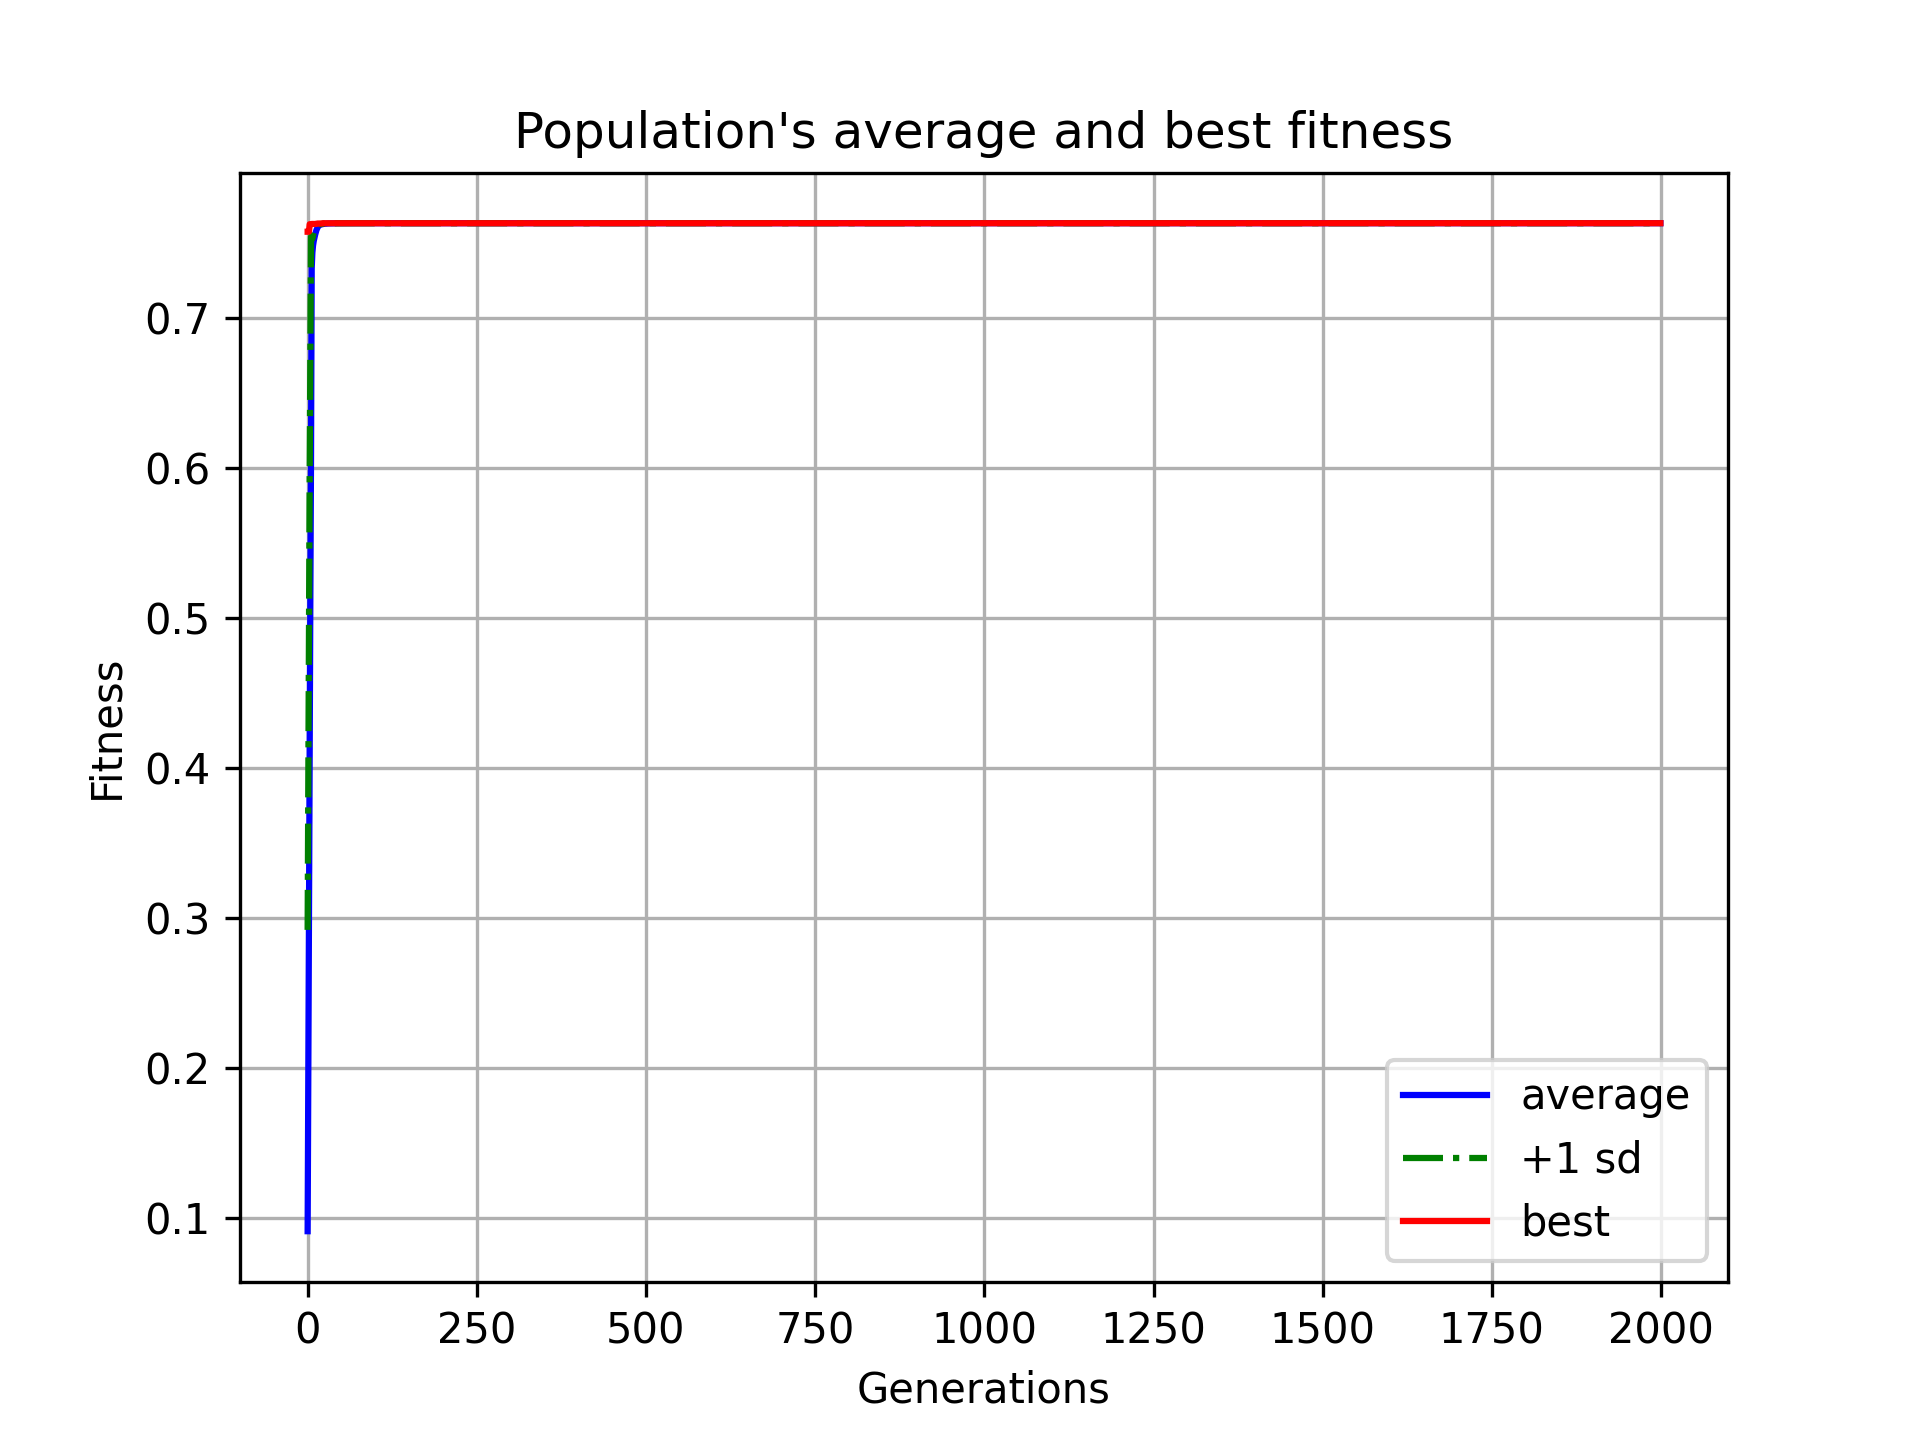 Population's average and best fitness
0.7
0.6
0.5
0.4
0.3
0.2
0.1
Fitness
average
+1 sd
best
0 250 500 750 1000 1250 1500 1750 2000
Generations